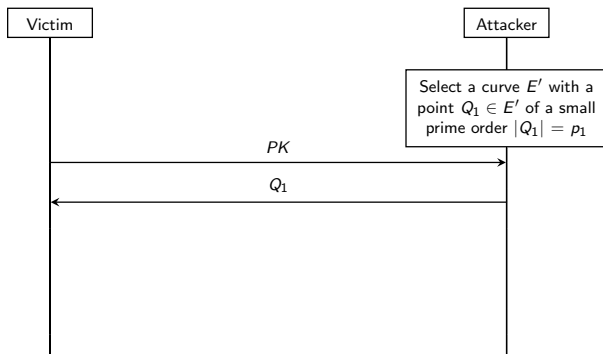 Victim
Attacker
Select a curve E′ with a
point Q₁ ∈ E′ of a small
prime order |Q₁| = p₁
PK
Q₁